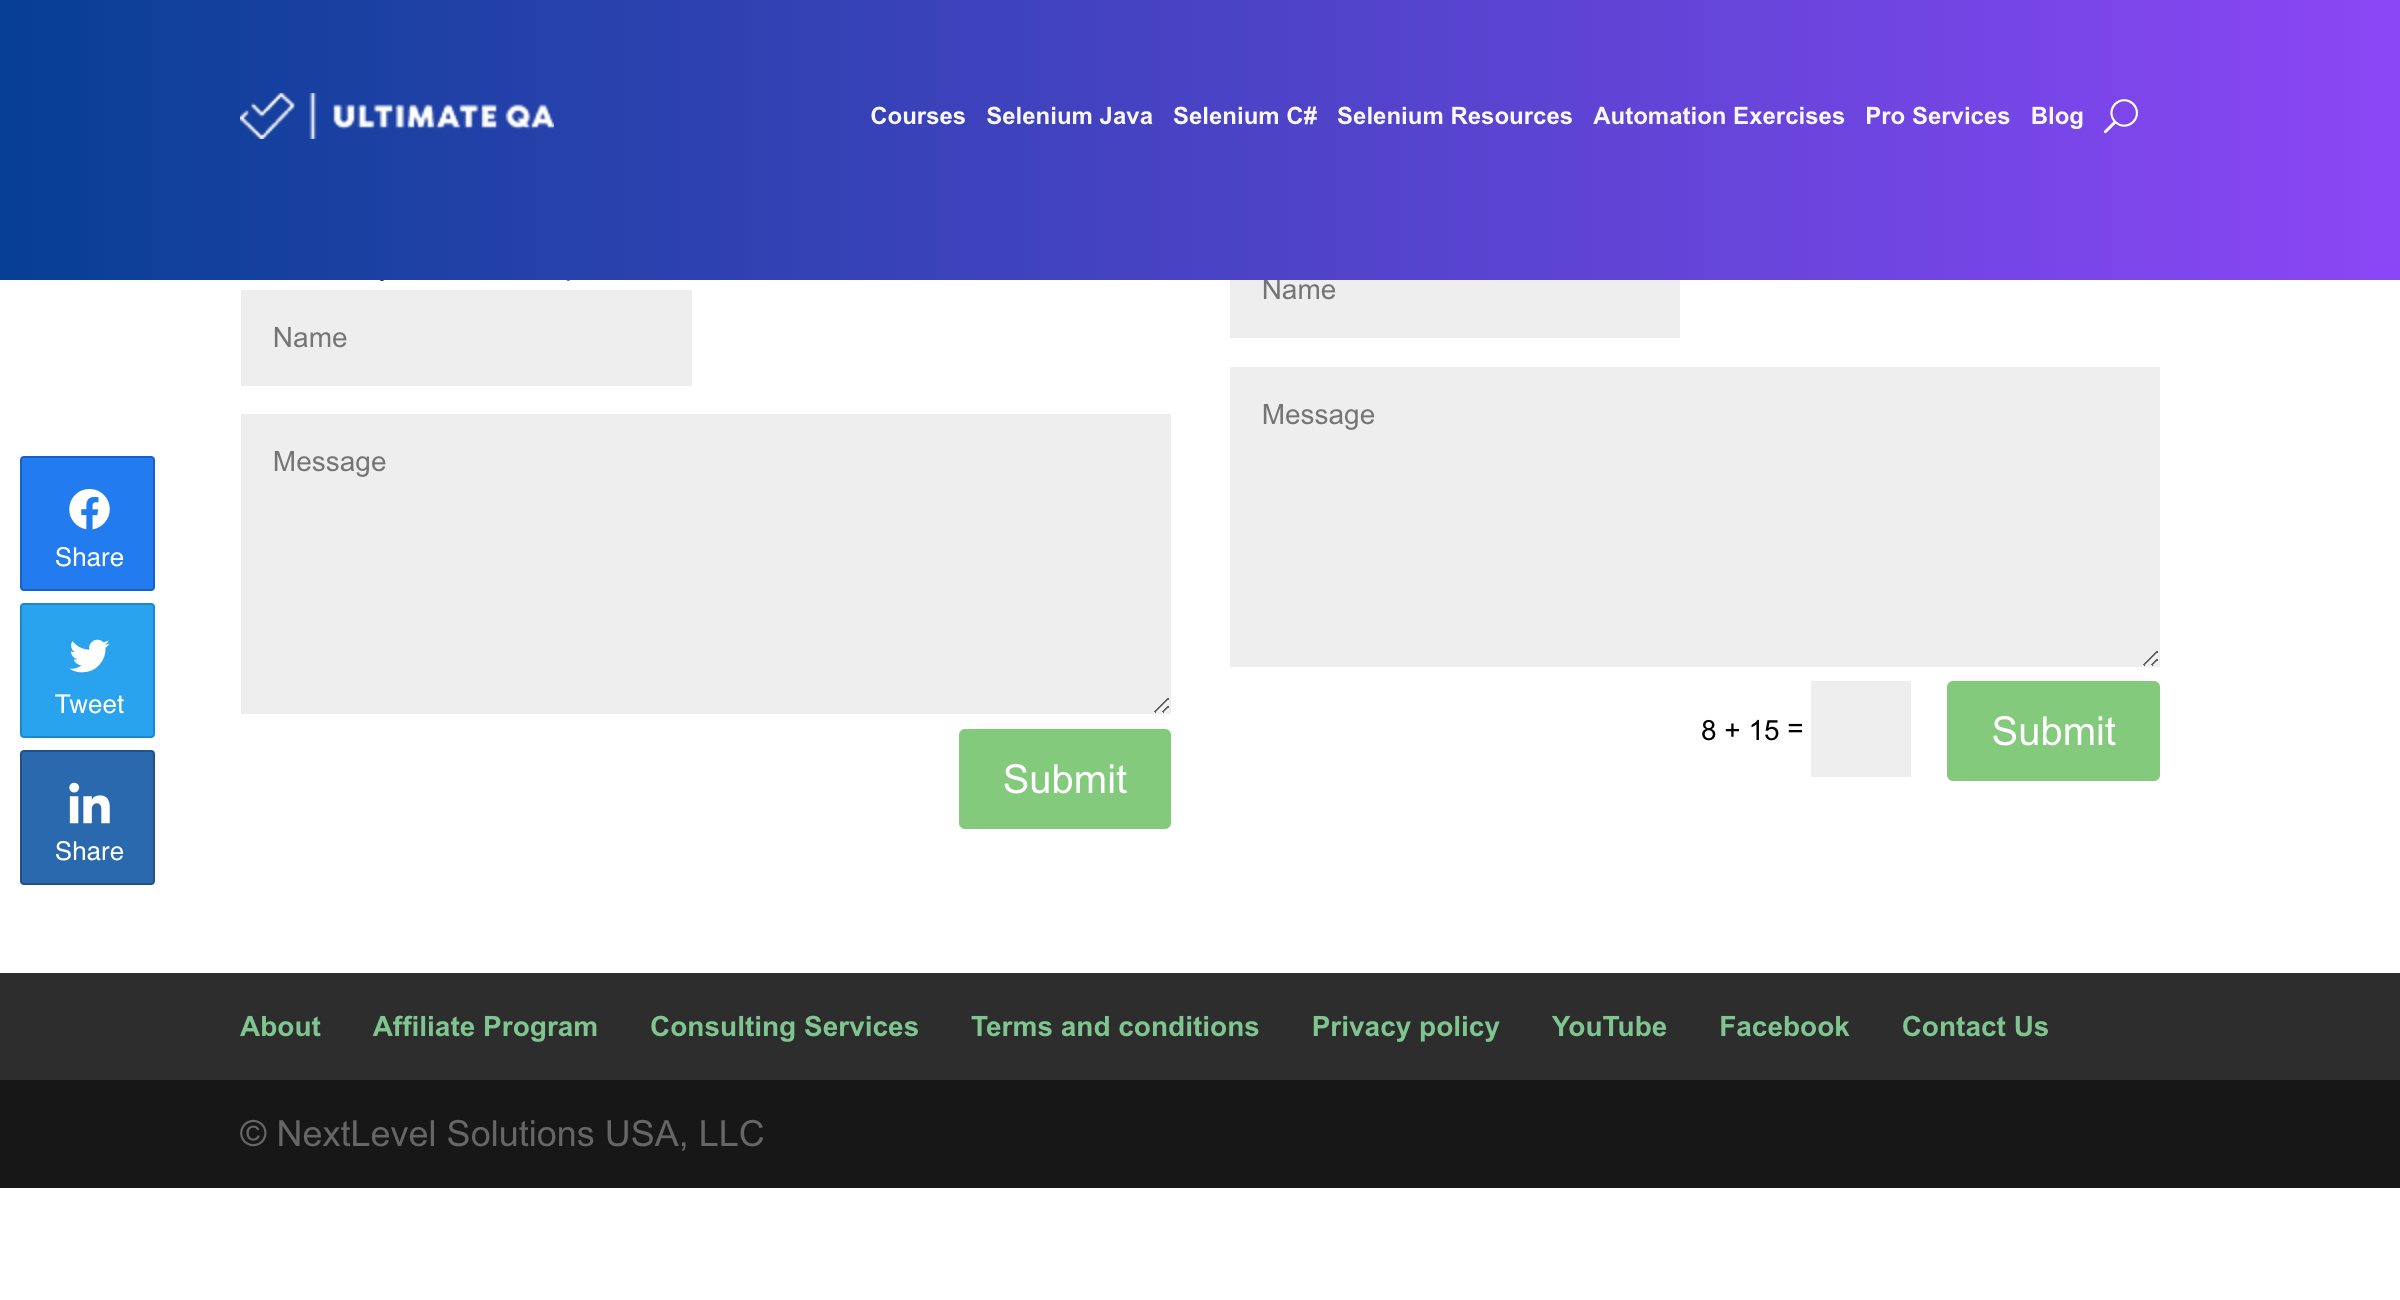 ULTIMATE QA
Courses Selenium Java Selenium C# Selenium Resources Automation Exercises Pro Services Blog
Name
Name
Message
Message
Share
Tweet
Share
8 + 15 =
Submit
Submit
About Affiliate Program Consulting Services Terms and conditions Privacy policy YouTube Facebook Contact Us
© NextLevel Solutions USA, LLC